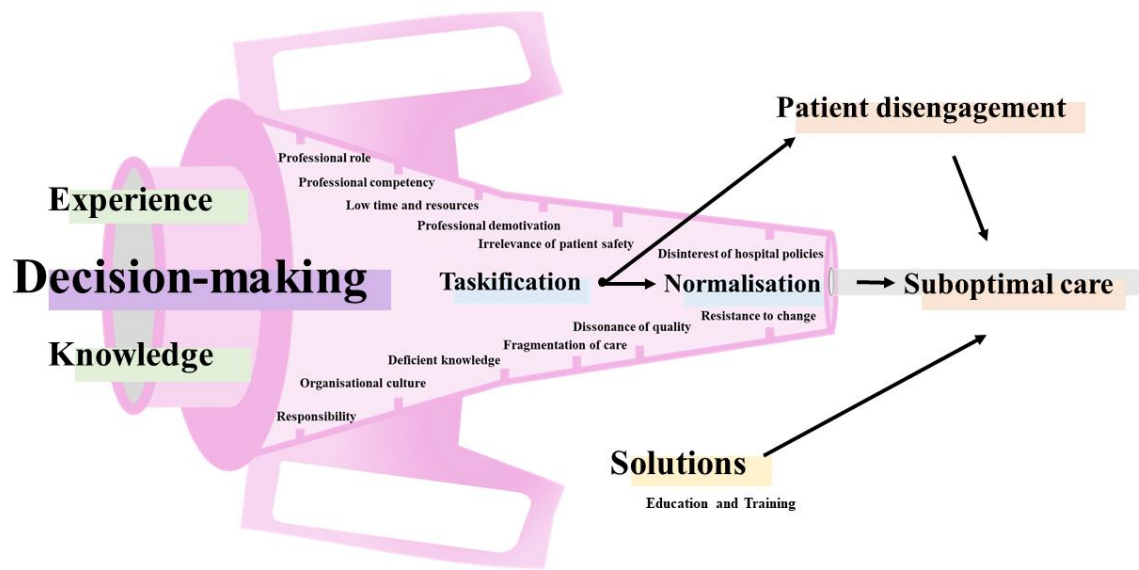 Patient disengagement
Professional role
Professional competency
Experience
Low time and resources
Professional demotivation
Irrelevance of patient safety
Disinterest of hospital policies
Decision-making
Taskification
Normalisation
Suboptimal care
Resistance to change
Dissonance of quality
Fragmentation of care
Knowledge
Deficient knowledge
Organisational culture
Responsibility
Solutions
Education and Training